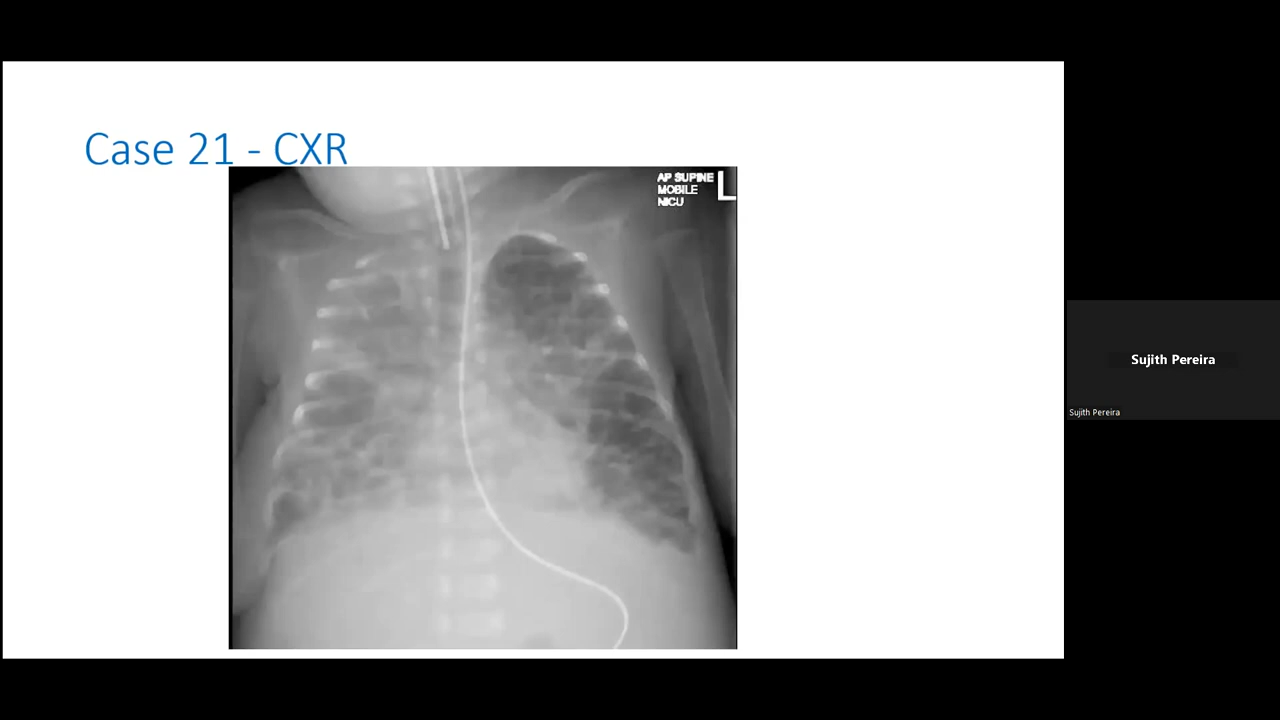 Case 21 - CXR
AP SUPINE
MOBILE
NICU
L
Sujith Pereira
Sujith Pereira